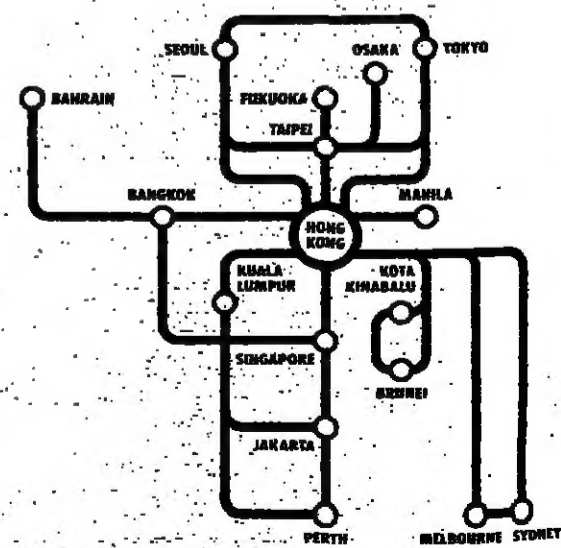 SEOUL
OSAKA
TOKYO
BAHRAIN
FUKUOKA
TAIPEI
BANGKOK
MANILA
HONG
KONG
KUALA
LUMPUR
KOTA
KINABALU
SINGAPORE
BRUNEI
JAKARTA
PERTH
MELBOURNE
SYDNEY